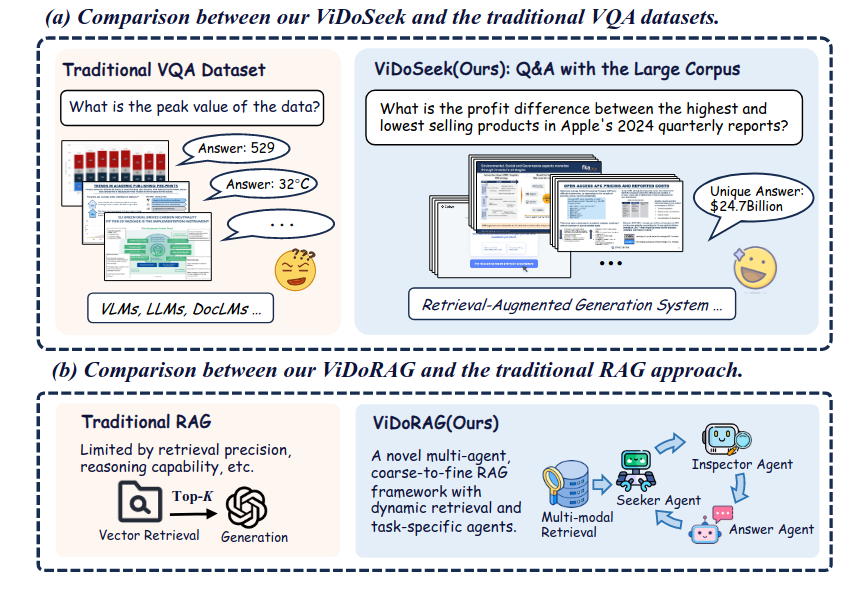 (a) Comparison between our ViDoSeek and the traditional VQA datasets.
Traditional VQA Dataset
What is the peak value of the data?
Answer: 529
Answer: 32°C
...
TRENDS IN ACADEMIC PUBLISHING: PREPRINTS
??
VLMs, LLMs, DocLMs ...
ViDoSeek(Ours): Q&A with the Large Corpus
What is the profit difference between the highest and
lowest selling products in Apple's 2024 quarterly reports?
OPEN ACCESS APC PRICING AND REPORTED COSTS
Unique Answer:
$24.7Billion
...
Retrieval-Augmented Generation System ...
(b) Comparison between our ViDoRAG and the traditional RAG approach.
Traditional RAG
Limited by retrieval precision,
reasoning capability, etc.
Top-K
Vector Retrieval
Generation
ViDoRAG(Ours)
A novel multi-agent,
coarse-to-fine RAG
framework with
dynamic retrieval and
task-specific agents.
Multi-modal
Retrieval
Seeker Agent
Inspector Agent
Answer Agent